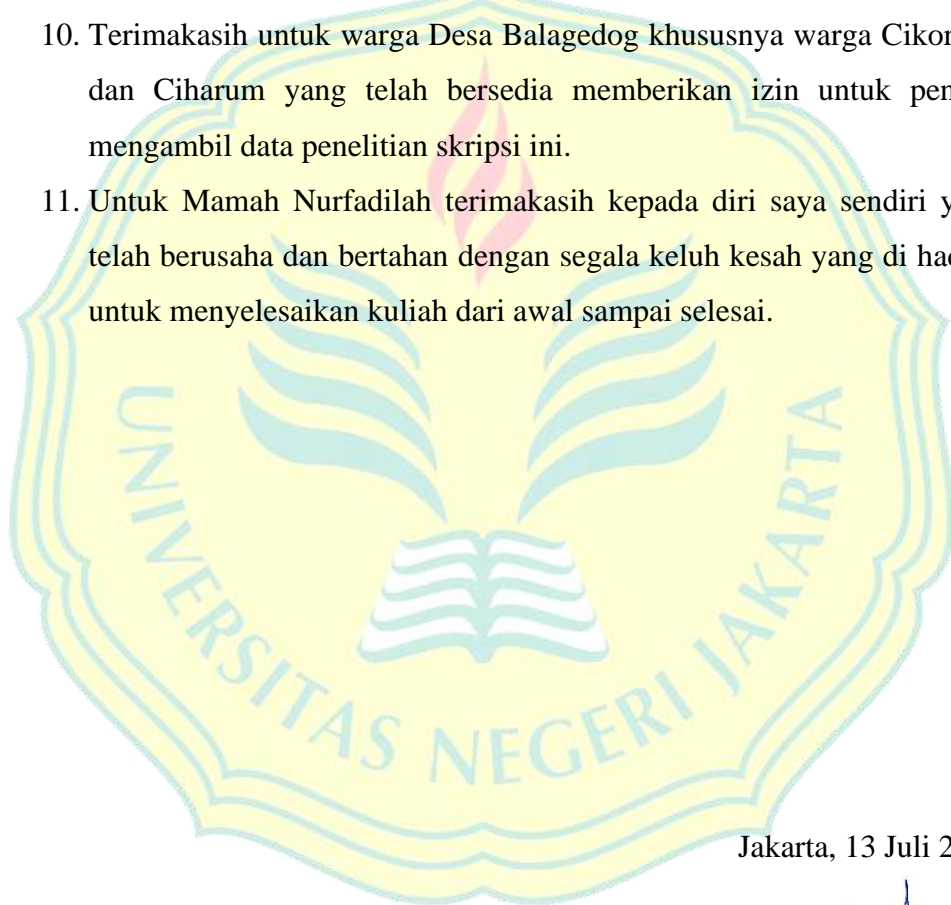 10. Terimakasih untuk warga Desa Balagedog khususnya warga
dan Ciharum yang telah bersedia memberikan izin untuk
mengambil data penelitian skripsi ini.
11. Untuk Mamah Nurfadilah terimakasih kepada diri saya sendiri
telah berusaha dan bertahan dengan segala keluh kesah yang di
untuk menyelesaikan kuliah dari awal sampai selesai.
UNIVERSITAS NEGERI JAKARTA
Jakarta, 13 Juli